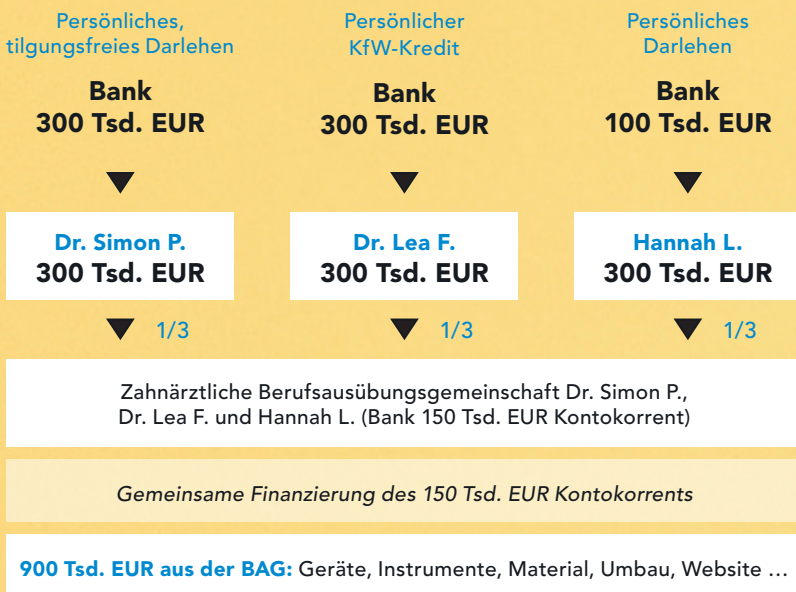 Persönliches,
tilgungsfreies Darlehen
Bank
300 Tsd. EUR
Persönlicher
KfW-Kredit
Bank
300 Tsd. EUR
Persönliches
Darlehen
Bank
100 Tsd. EUR
Dr. Simon P.
300 Tsd. EUR
Dr. Lea F.
300 Tsd. EUR
Hannah L.
300 Tsd. EUR
1/3
1/3
1/3
Zahnärztliche Berufsausübungsgemeinschaft Dr. Simon P.,
Dr. Lea F. und Hannah L. (Bank 150 Tsd. EUR Kontokorrent)
Gemeinsame Finanzierung des 150 Tsd. EUR Kontokorrents
900 Tsd. EUR aus der BAG: Geräte, Instrumente, Material, Umbau, Website …